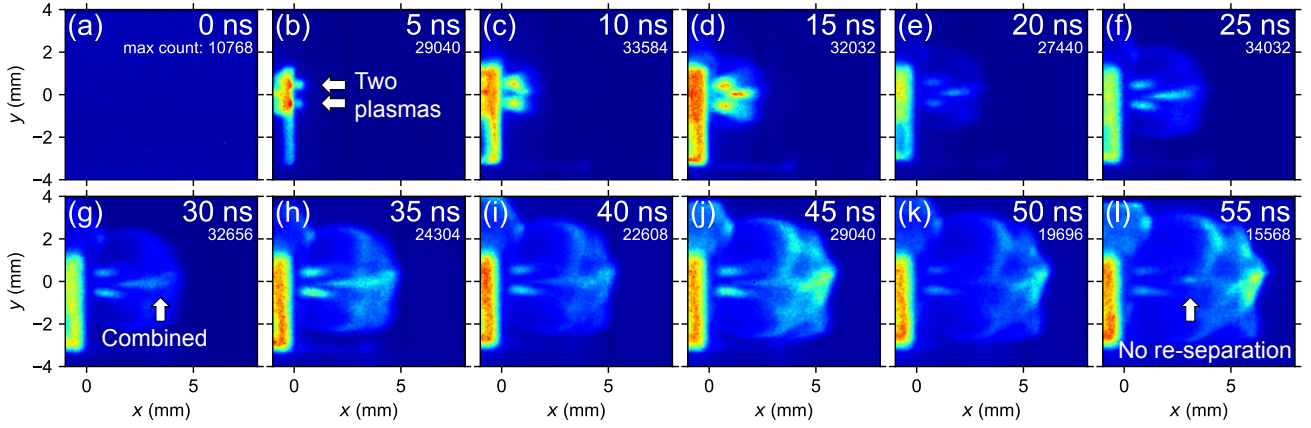 (a) 0 ns
max count: 10768
(b) 5 ns
29040
Two
plasmas
(c) 10 ns
33584
(d) 15 ns
32032
(e) 20 ns
27440
(f) 25 ns
34032
4
2
0
−2
−4
y (mm)
(g) 30 ns
32656
Combined
(h) 35 ns
24304
(i) 40 ns
22608
(j) 45 ns
29040
(k) 50 ns
19696
(l) 55 ns
15568
No re-separation
4
2
0
−2
−4
y (mm)
0 5 0 5 0 5 0 5 0 5 0 5
x (mm) x (mm) x (mm) x (mm) x (mm) x (mm)